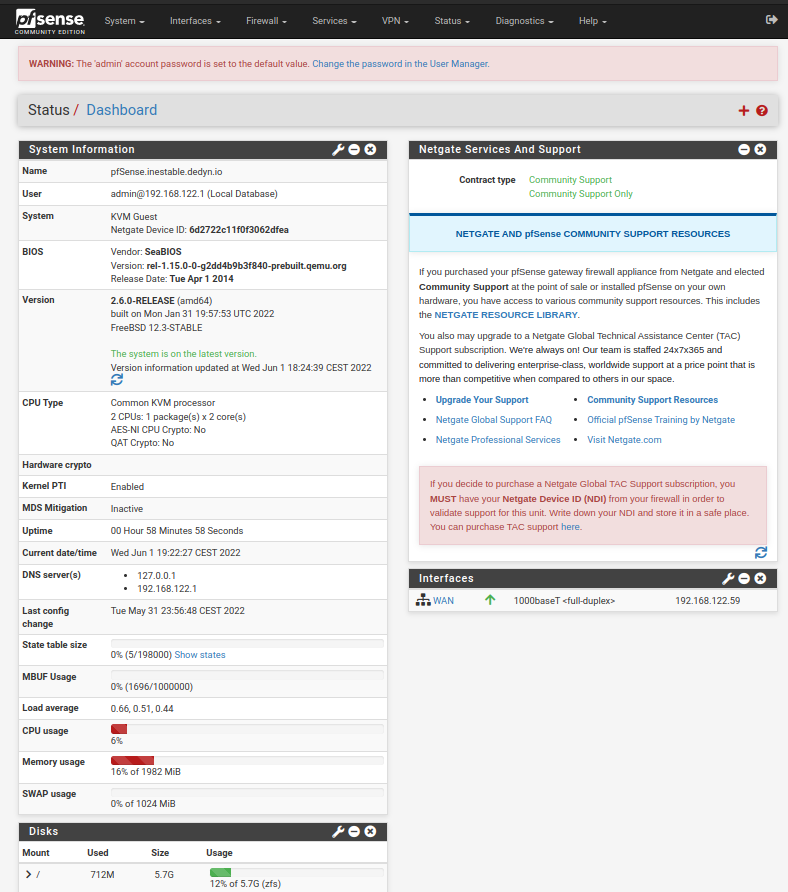 pfsense
COMMUNITY EDITION
System Interfaces Firewall Services VPN Status Diagnostics Help
WARNING: The 'admin' account password is set to the default value. Change the password in the User Manager.
Status / Dashboard
System Information
Name pfSense.inestable.dedyn.io
User admin@192.168.122.1 (Local Database)
System KVM Guest
Netgate Device ID: 6d2722c11f0f3062dfea
BIOS Vendor: SeaBIOS
Version: rel-1.15.0-0-g2dd4b9b3f840-prebuilt.qemu.org
Release Date: Tue Apr 1 2014
Version 2.6.0-RELEASE (amd64)
built on Mon Jan 31 19:57:53 UTC 2022
FreeBSD 12.3-STABLE
The system is on the latest version.
Version information updated at Wed Jun 1 18:24:39 CEST 2022
CPU Type Common KVM processor
2 CPUs: 1 package(s) x 2 core(s)
AES-NI CPU Crypto: No
QAT Crypto: No
Hardware crypto
Kernel PTI Enabled
MDS Mitigation Inactive
Uptime 00 Hour 58 Minutes 58 Seconds
Current date/time Wed Jun 1 19:22:27 CEST 2022
DNS server(s) • 127.0.0.1
• 192.168.122.1
Last config change Tue May 31 23:56:48 CEST 2022
State table size
0% (5/198000) Show states
MBUF Usage
0% (1696/1000000)
Load average 0.66, 0.51, 0.44
CPU usage
6%
Memory usage
16% of 1982 MiB
SWAP usage
0% of 1024 MiB
Disks
Mount Used Size Usage
/ 712M 5.7G
12% of 5.7G (zfs)
Netgate Services And Support
Contract type Community Support
Community Support Only
NETGATE AND pfSense COMMUNITY SUPPORT RESOURCES
If you purchased your pfSense gateway firewall appliance from Netgate and elected
Community Support at the point of sale or installed pfSense on your own
hardware, you have access to various community support resources. This includes
the NETGATE RESOURCE LIBRARY.
You also may upgrade to a Netgate Global Technical Assistance Center (TAC)
Support subscription. We're always on! Our team is staffed 24x7x365 and
committed to delivering enterprise-class, worldwide support at a price point that is
more than competitive when compared to others in our space.
• Upgrade Your Support • Community Support Resources
• Netgate Global Support FAQ • Official pfSense Training by Netgate
• Netgate Professional Services • Visit Netgate.com
If you decide to purchase a Netgate Global TAC Support subscription, you
MUST have your Netgate Device ID (NDI) from your firewall in order to
validate support for this unit. Write down your NDI and store it in a safe place.
You can purchase TAC support here.
Interfaces
WAN 1000baseT <full-duplex> 192.168.122.59